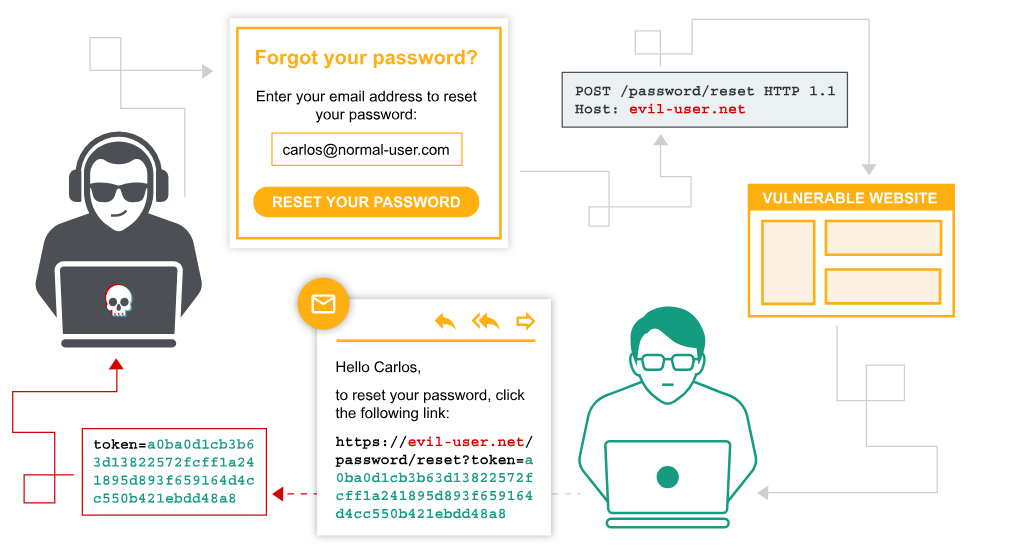 Forgot your password?
Enter your email address to reset
your password:
carlos@normal-user.com
RESET YOUR PASSWORD
POST /password/reset HTTP 1.1
Host: evil-user.net
VULNERABLE WEBSITE
Hello Carlos,
to reset your password, click
the following link:
https://evil-user.net/
password/reset?token=a
0ba0d1cb3b63d13822572f
cff1a241895d893f659164
d4cc550b421ebdd48a8
token=a0ba0d1cb3b6
3d13822572fcff1a24
1895d893f659164d4c
c550b421ebdd48a8